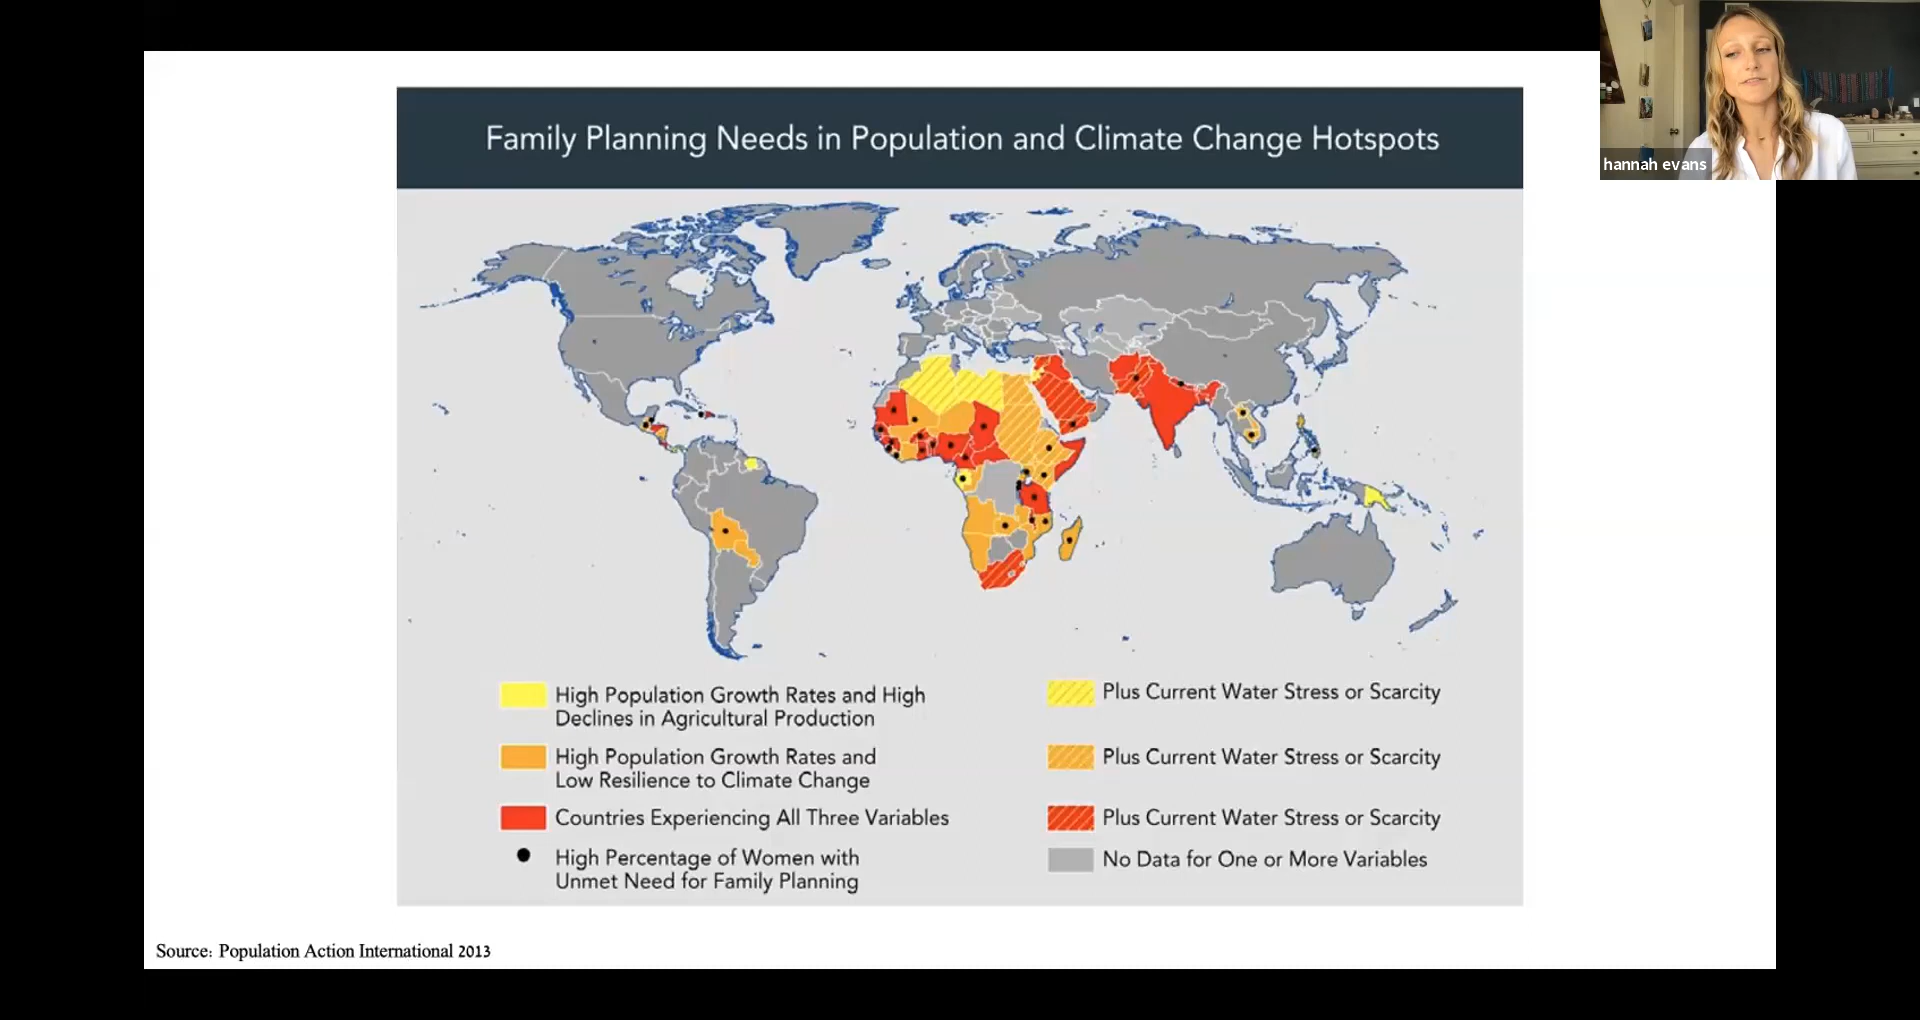 hannah evans
Family Planning Needs in Population and Climate Change Hotspots
High Population Growth Rates and High
Declines in Agricultural Production
Plus Current Water Stress or Scarcity
High Population Growth Rates and
Low Resilience to Climate Change
Plus Current Water Stress or Scarcity
Countries Experiencing All Three Variables
Plus Current Water Stress or Scarcity
High Percentage of Women with
Unmet Need for Family Planning
No Data for One or More Variables
Source: Population Action International 2013